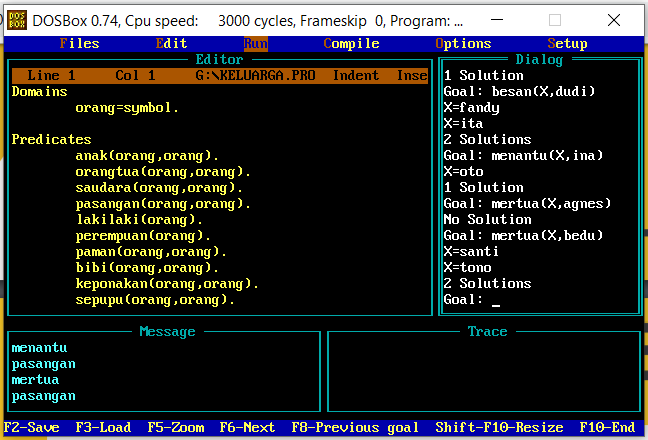 DOSBox 0.74, Cpu speed: 3000 cycles, Frameskip 0, Program: ...
Files Edit Run Compile Options Setup
Editor
Line 1 Col 1 G:\KELUARGA.PRO Indent Inse
Domains
orang=symbol.
Predicates
anak(orang,orang).
orangtua(orang,orang).
saudara(orang,orang).
pasangan(orang,orang).
lakilaki(orang).
perempuan(orang).
paman(orang,orang).
bibi(orang,orang).
keponakan(orang,orang).
sepupu(orang,orang).
Dialog
1 Solution
Goal: besan(X,dudi)
X=fandy
X=ita
2 Solutions
Goal: menantu(X,ina)
X=oto
1 Solution
Goal: mertua(X,agnes)
No Solution
Goal: mertua(X,bedu)
X=santi
X=tono
2 Solutions
Goal: _
Message
menantu
pasangan
mertua
pasangan
Trace
F2-Save F3-Load F5-Zoom F6-Next F8-Previous goal Shift-F10-Resize F10-End